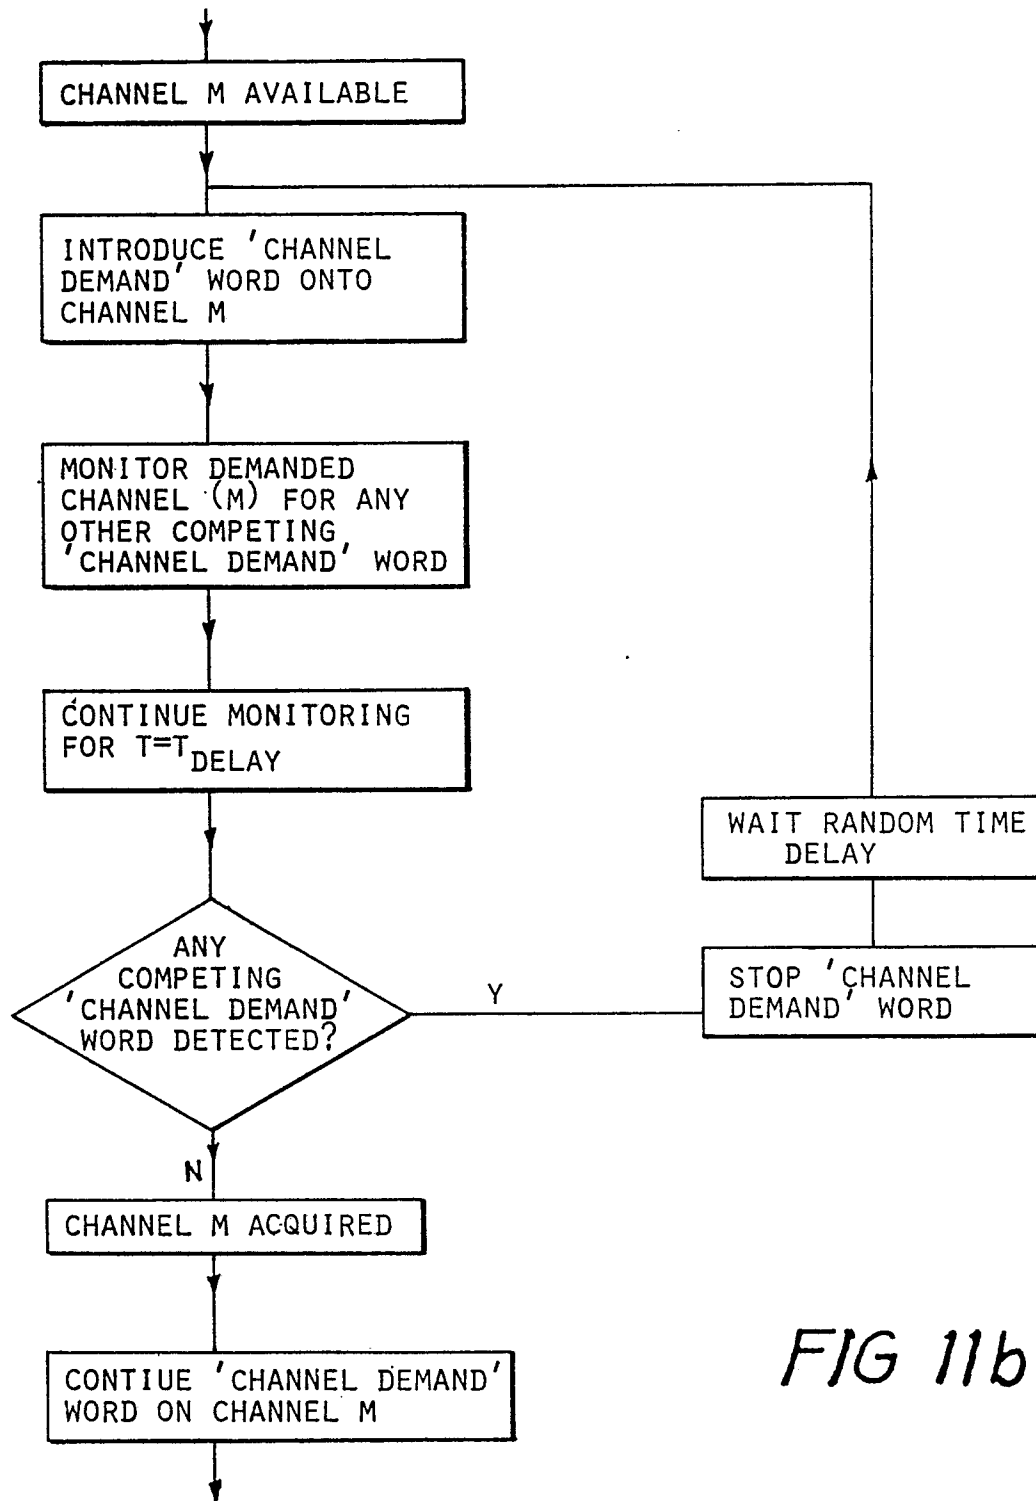 CHANNEL M AVAILABLE
INTRODUCE 'CHANNEL
DEMAND' WORD ONTO
CHANNEL M
MONITOR DEMANDED
CHANNEL (M) FOR ANY
OTHER COMPETING
'CHANNEL DEMAND' WORD
CONTINUE MONITORING
FOR T=T DELAY
WAIT RANDOM TIME
DELAY
ANY
COMPETING
'CHANNEL DEMAND'
WORD DETECTED?
Y
STOP 'CHANNEL
DEMAND' WORD
N
CHANNEL M ACQUIRED
CONTIUE 'CHANNEL DEMAND'
WORD ON CHANNEL M
FIG 11b